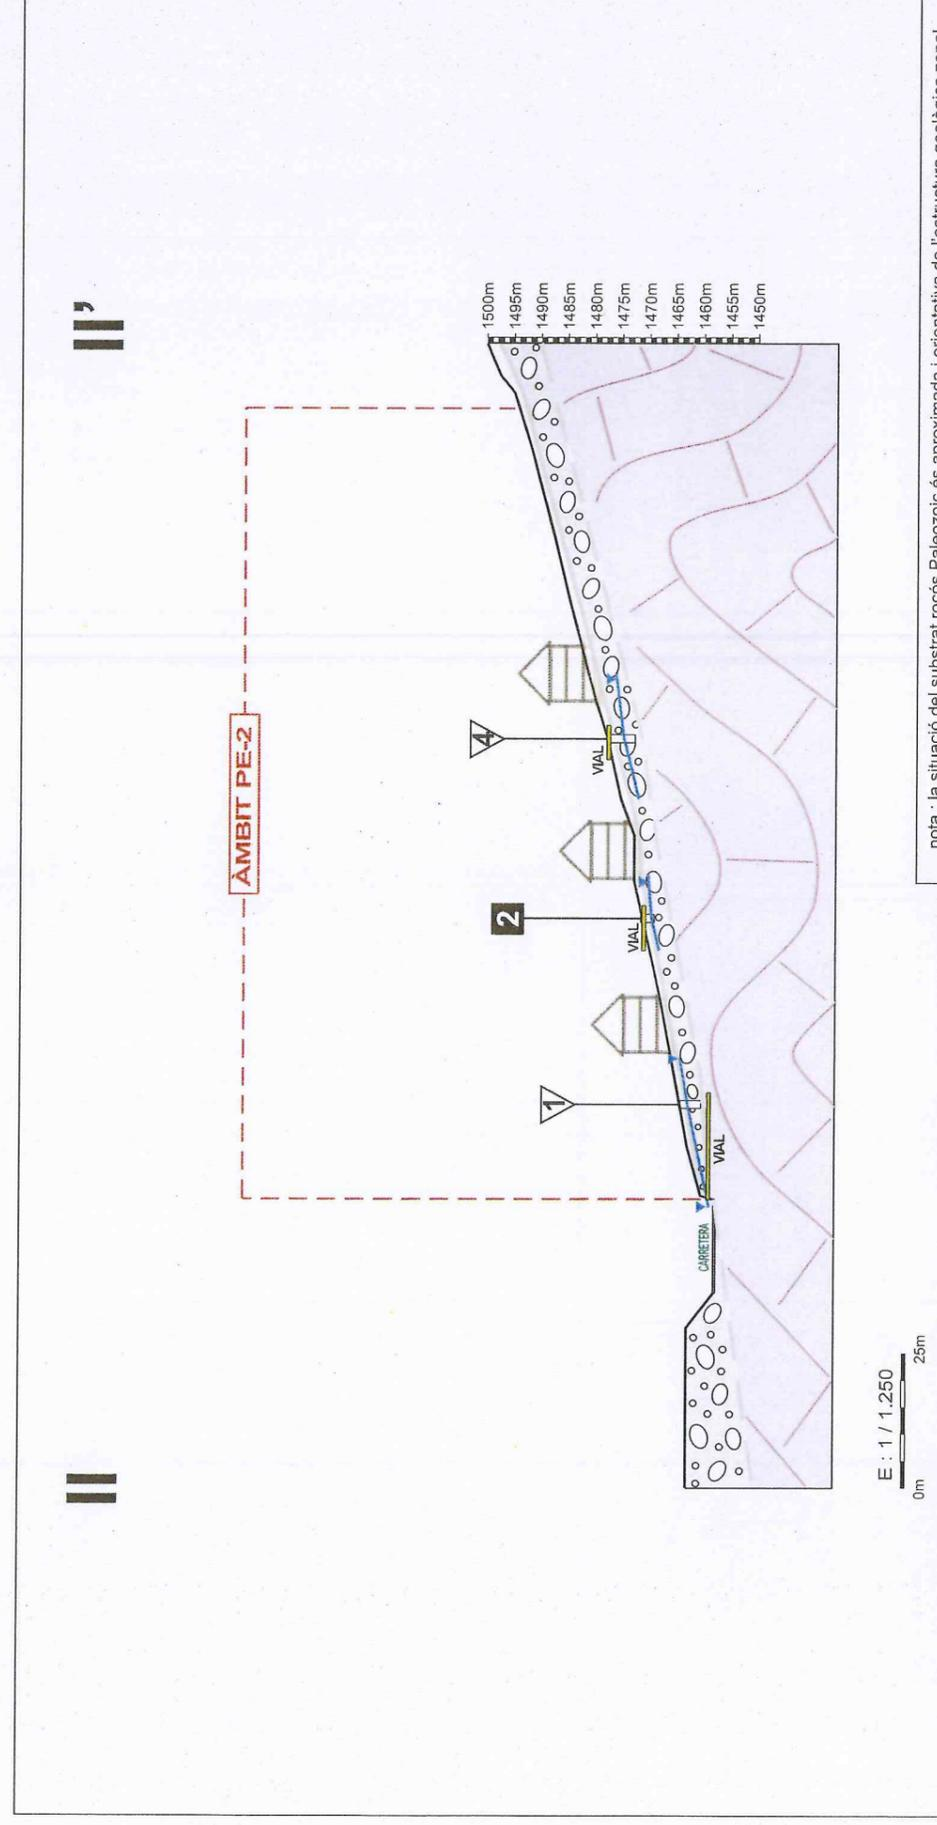 II
II’
ÀMBIT PE-2
4
2
1
VIAL
VIAL
VIAL
CARRETERA
1500m
1495m
1490m
1485m
1480m
1475m
1470m
1465m
1460m
1455m
1450m
E : 1 / 1.250
0m
25m
nota : la situació del substrat rocós Paleozoic és aproximada i orientativa de l'estructura geològica